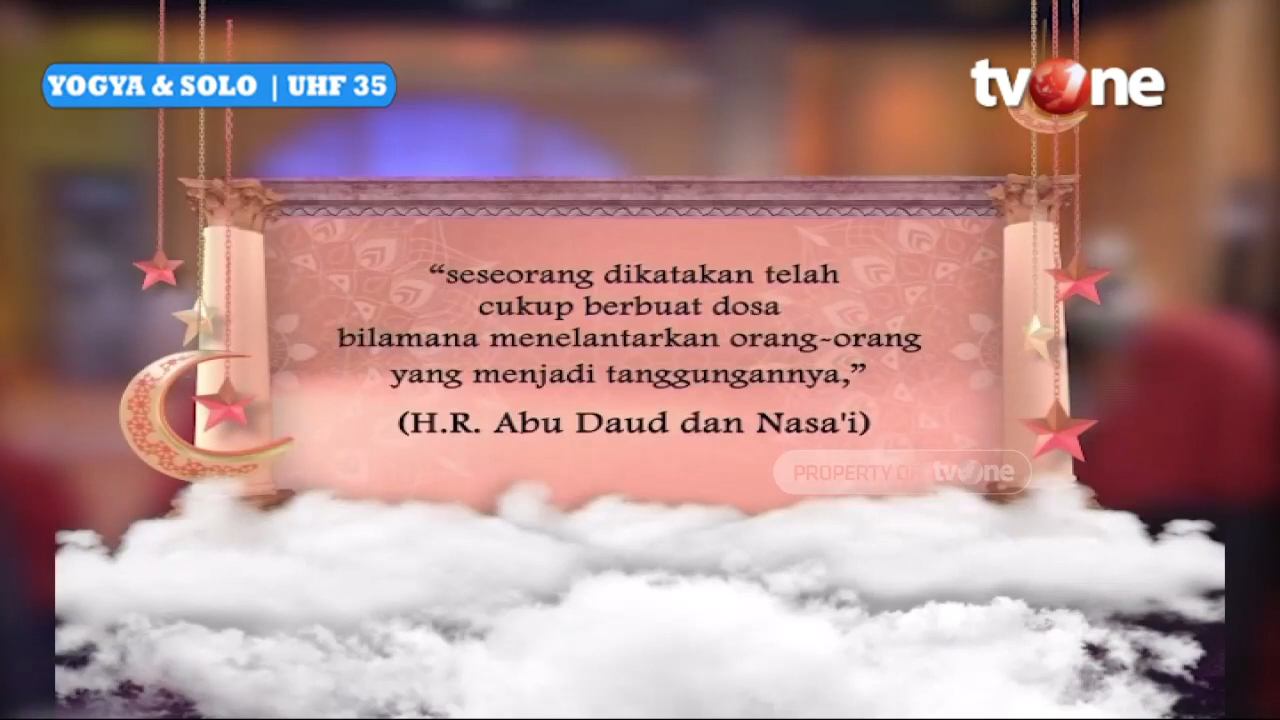 YOGYA & SOLO | UHF 35
tvOne
“seseorang dikatakan telah
cukup berbuat dosa
bilamana menelantarkan orang-orang
yang menjadi tanggungannya,”
(H.R. Abu Daud dan Nasa'i)
PROPERTY OF tvOne